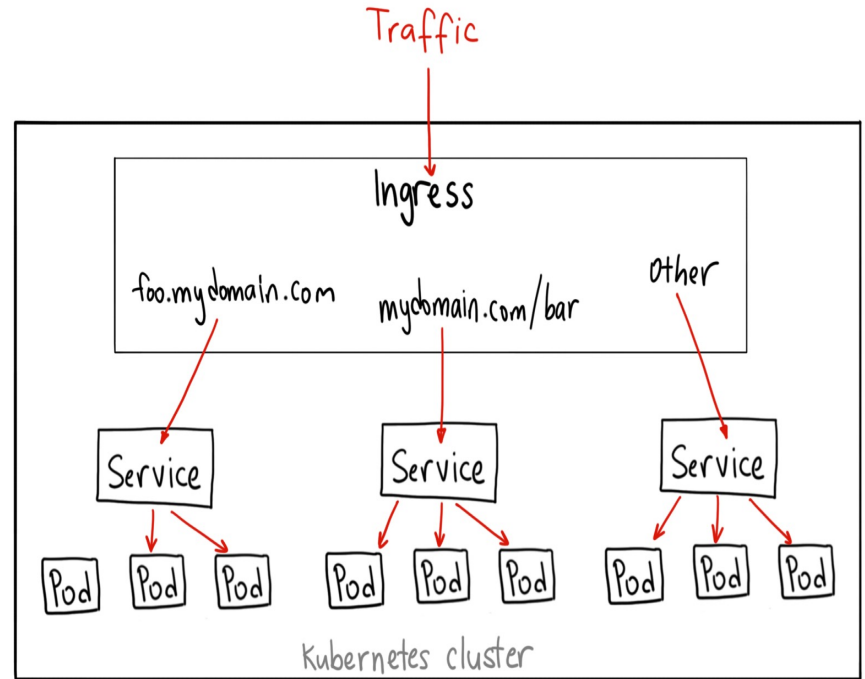 Traffic
Ingress
foo.mydomain.com
mydomain.com/bar
Other
Service
Service
Service
Pod
Pod
Pod
Pod
Pod
Pod
Pod
Pod
Pod
Kubernetes cluster